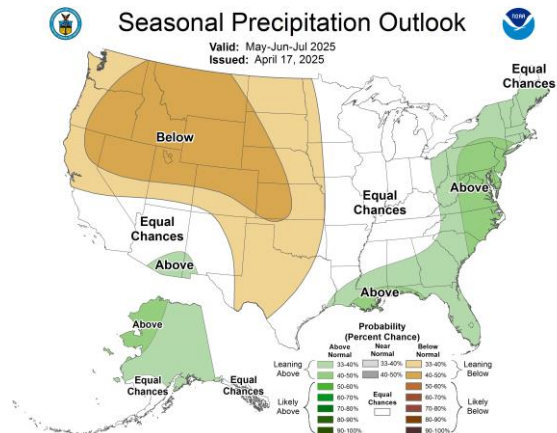 Seasonal Precipitation Outlook
NOAA
Valid: May-Jun-Jul 2025
Issued: April 17, 2025
Equal
Chances
Below
Equal
Chances
Above
Equal
Chances
Above
Above
Above
Equal
Chances
Equal
Chances
Probability
(Percent Chance)
Above
Normal
Near
Normal
Below
Normal
Leaning
Above
33-40% 33-40% 33-40%
40-50% 40-50% 40-50%
Leaning
Below
Likely
Above
50-60% 50-60%
60-70% 60-70%
70-80% 70-80%
80-90% 80-90%
90-100% 90-100%
Equal
Chances
Likely
Below